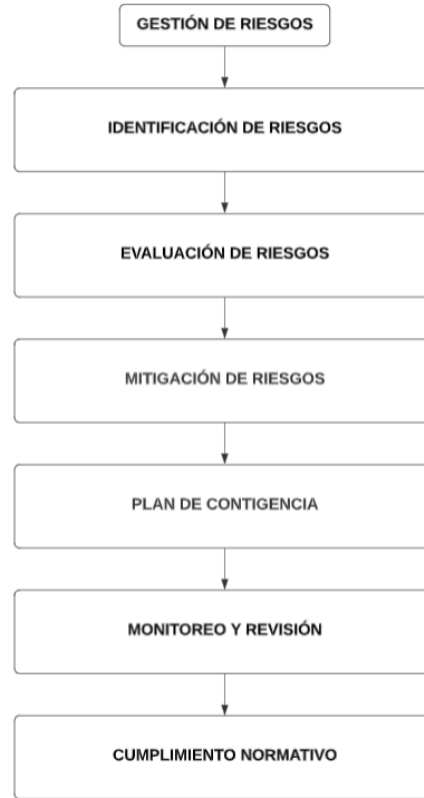 GESTIÓN DE RIESGOS
IDENTIFICACIÓN DE RIESGOS
EVALUACIÓN DE RIESGOS
MITIGACIÓN DE RIESGOS
PLAN DE CONTIGENCIA
MONITOREO Y REVISIÓN
CUMPLIMIENTO NORMATIVO